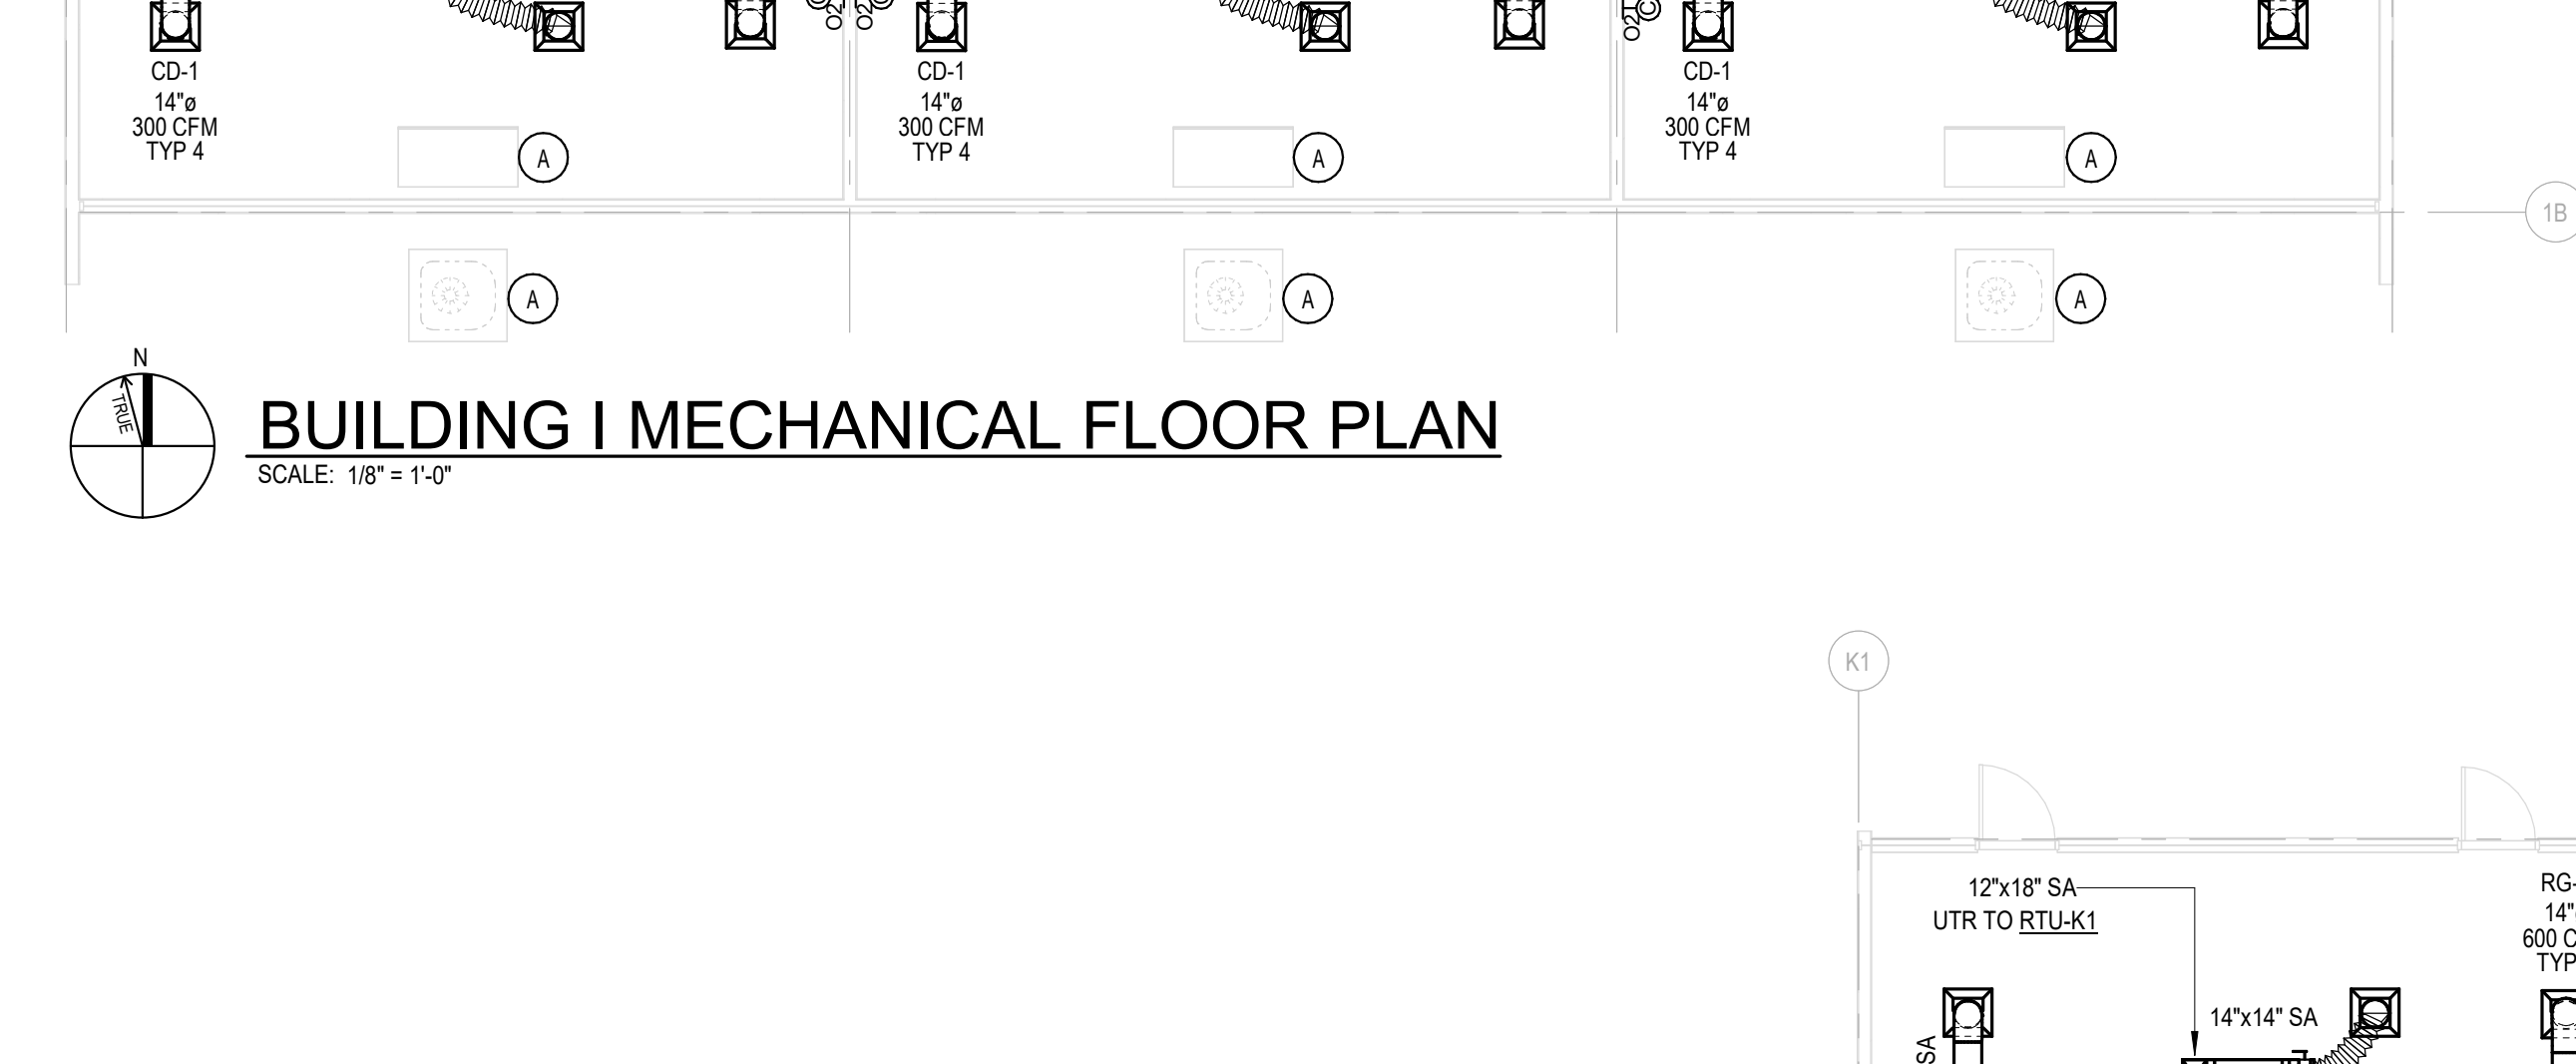 CD-1
14"ø
300 CFM
TYP 4
CD-1
14"ø
300 CFM
TYP 4
CD-1
14"ø
300 CFM
TYP 4
C
A
A
A
1B
A
A
A
N
TRUE
BUILDING I MECHANICAL FLOOR PLAN
SCALE: 1/8" = 1'-0"
K1
12"x18" SA
UTR TO RTU-K1
14"x14" SA
SA
14"
600